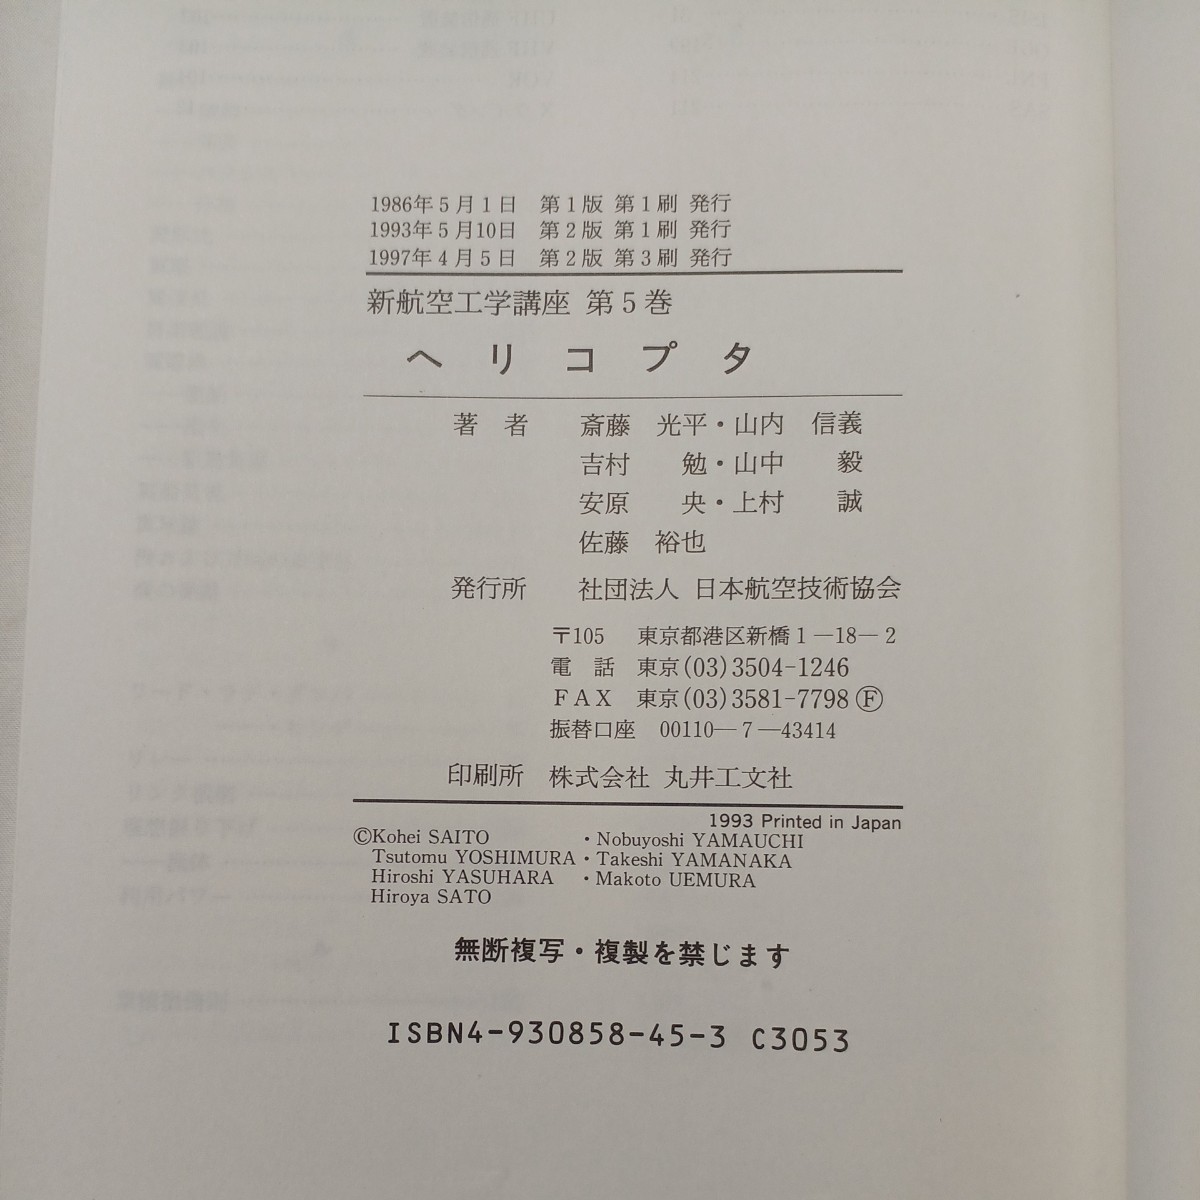 1986年5月1日 第1版 第1刷 発行
1993年5月10日 第2版 第1刷 発行
1997年4月5日 第2版 第3刷 発行
新航空工学講座 第5巻
ヘリコプタ
著者 斎藤 光平・山内 信義
吉村 勉・山中 毅
安原 央・上村 誠
佐藤 裕也
発行所 社団法人 日本航空技術協会
〒105 東京都港区新橋1―18―2
電話 東京(03)3504-1246
FAX 東京(03)3581-7798 Ⓕ
振替口座 00110―7―43414
印刷所 株式会社 丸井工文社
1993 Printed in Japan
©Kohei SAITO ・Nobuyoshi YAMAUCHI
Tsutomu YOSHIMURA・Takeshi YAMANAKA
Hiroshi YASUHARA ・Makoto UEMURA
Hiroya SATO
無断複写・複製を禁じます
ISBN4-930858-45-3 C3053